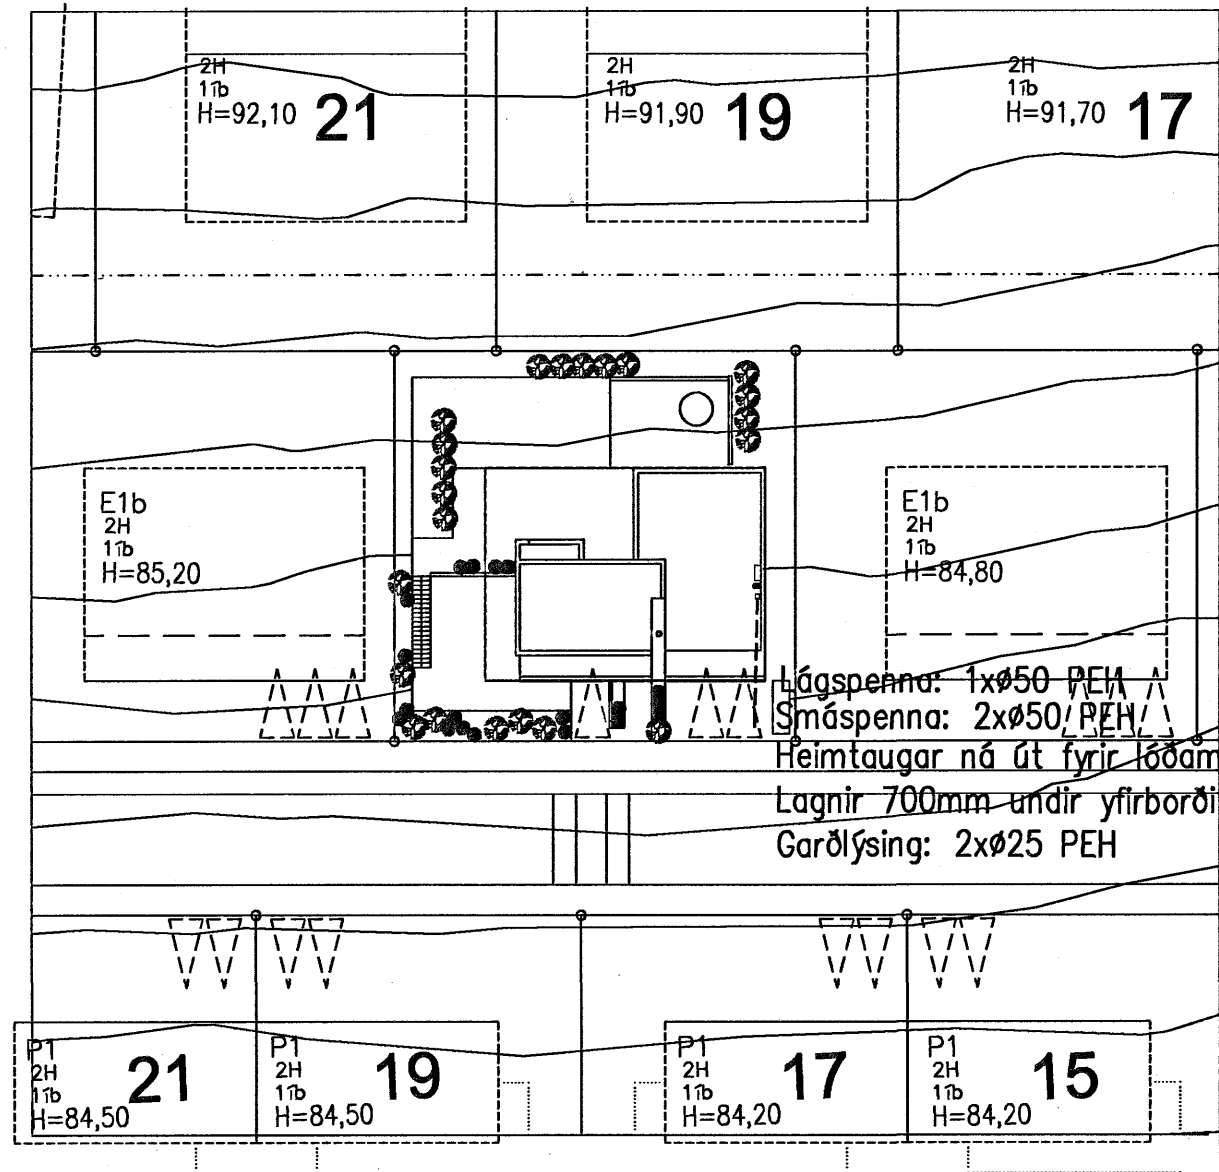 2H
1íb
H=92,10 21
2H
1íb
H=91,90 19
2H
1íb
H=91,70 17
E1b
2H
1íb
H=85,20
E1b
2H
1íb
H=84,80
Lágspenna: 1xø50 PEH
Smáspenna: 2xø50 PEH
Heimtaugar ná út fyrir lóðam
Lagnir 700mm undir yfirborði
Garðlýsing: 2xø25 PEH
P1
2H
1íb
H=84,50
21
P1
2H
1íb
H=84,50
19
P1
2H
1íb
H=84,20
17
P1
2H
1íb
H=84,20
15